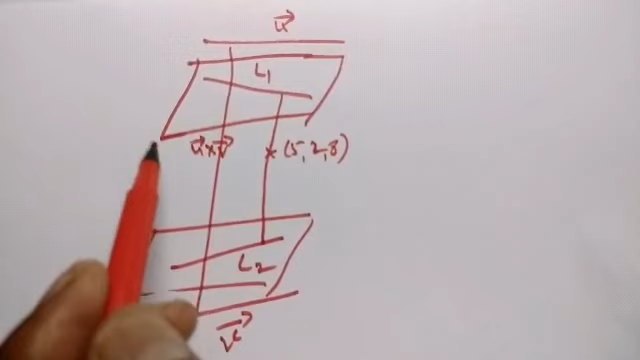 u⃗
L₁
u⃗×v⃗ (5,2,8)
L₂
v⃗